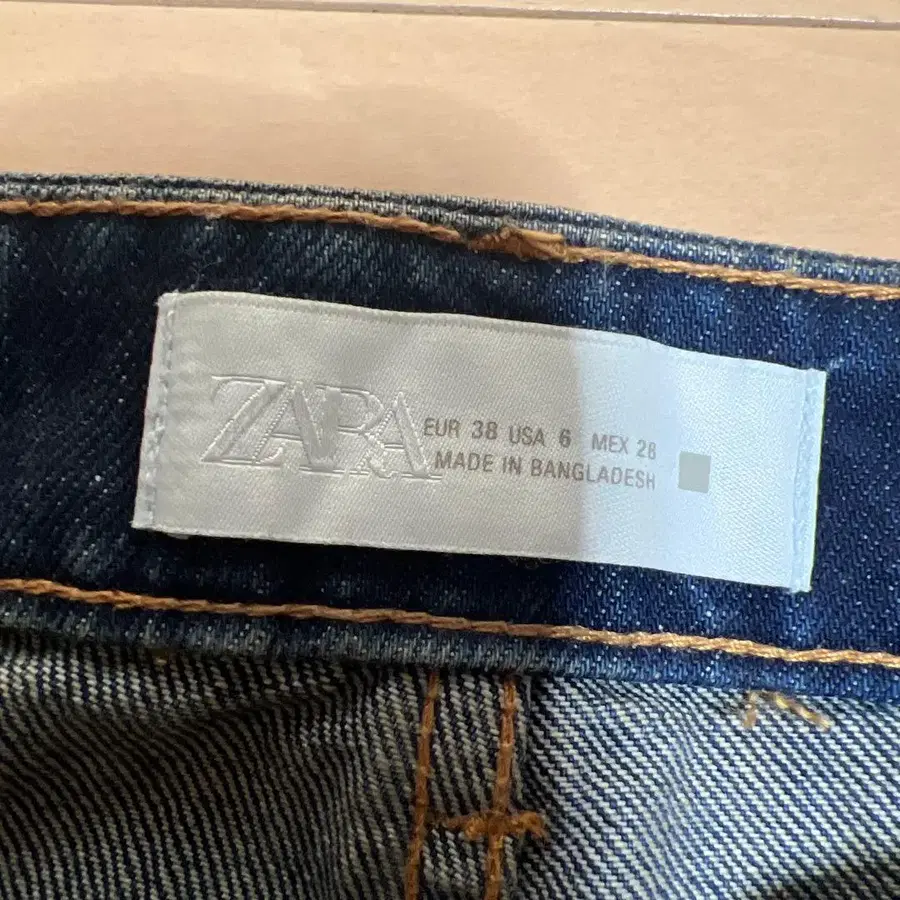 ZARA
EUR 38 USA 6 MEX 28
MADE IN BANGLADESH